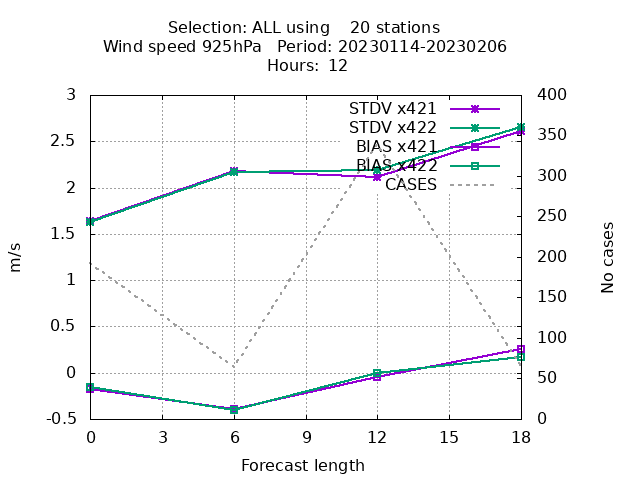 Selection: ALL using    20 stations
Wind speed 925hPa   Period: 20230114-20230206
Hours:  12
3
2.5
2
1.5
1
0.5
0
-0.5
m/s
400
350
300
250
200
150
100
50
0
No cases
STDV x421
STDV x422
BIAS x421
BIAS x422
CASES
0 3 6 9 12 15 18
Forecast length